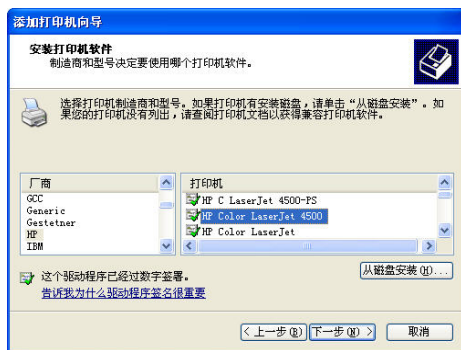 添加打印机向导
安装打印机软件
制造商和型号决定要使用哪个打印机软件。
选择打印机制造商和型号。如果打印机有安装磁盘，请单击“从磁盘安装”。如
果您的打印机没有列出，请查阅打印机文档以获得兼容打印机软件。
厂商
GCC
Generic
Gestetner
HP
IBM
打印机
HP C LaserJet 4500-PS
HP Color LaserJet 4500
HP Color LaserJet
这个驱动程序已经过数字签署。
告诉我为什么驱动程序签名很重要
从磁盘安装(H)...
< 上一步(B)
下一步(N) >
取消